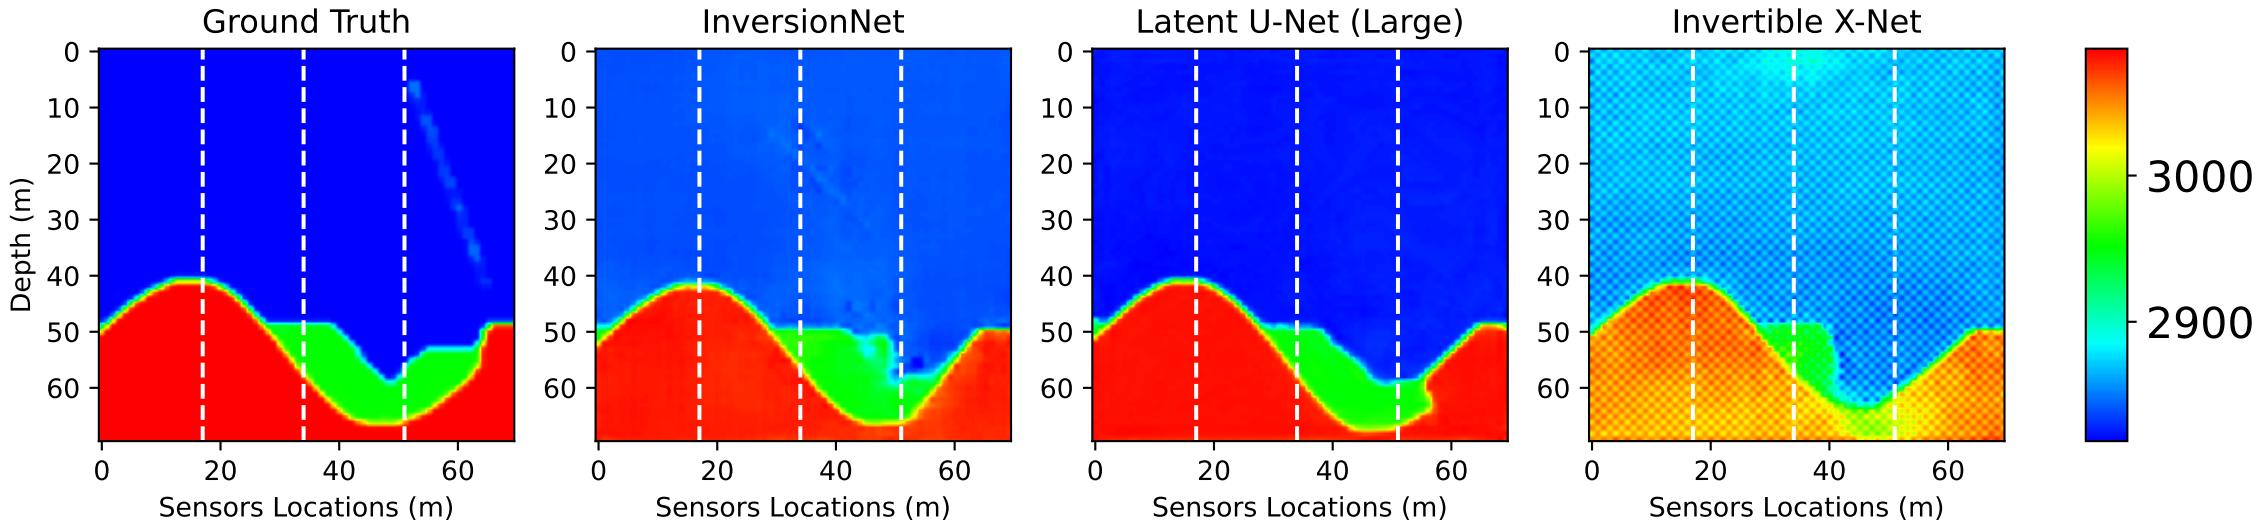 Ground Truth InversionNet Latent U-Net (Large) Invertible X-Net
0 0 0 0
10 10 10 10
20 20 20 20 3000
30 30 30 30
40 40 40 40
50 50 50 50 2900
60 60 60 60
Depth (m)
0 20 40 60 0 20 40 60 0 20 40 60 0 20 40 60
Sensors Locations (m) Sensors Locations (m) Sensors Locations (m) Sensors Locations (m)